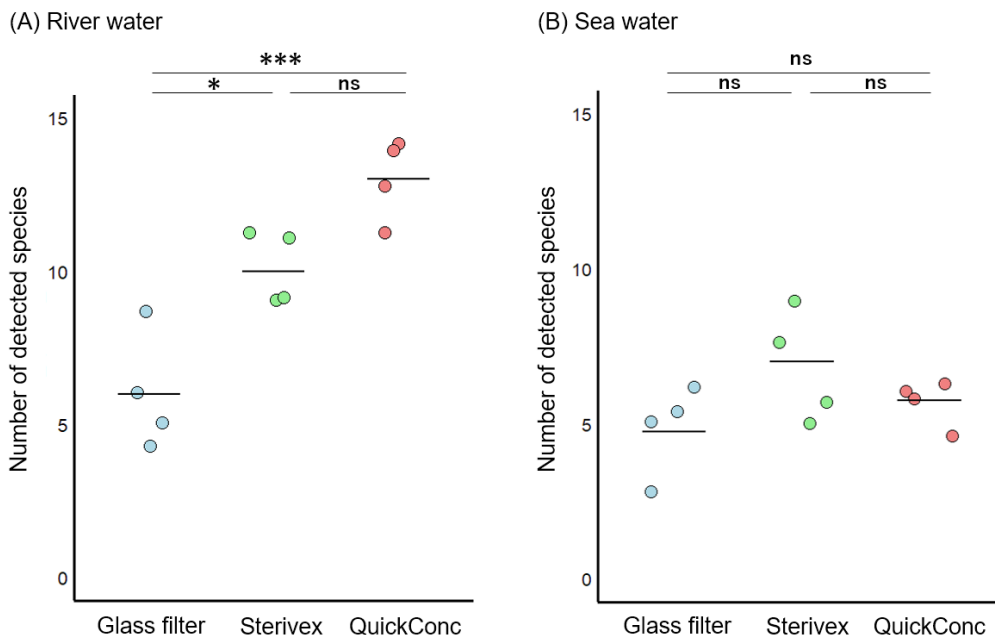 (A) River water
***
* ns
Number of detected species
15
10
5
0
Glass filter Sterivex QuickConc
(B) Sea water
ns
ns ns
Number of detected species
15
10
5
0
Glass filter Sterivex QuickConc